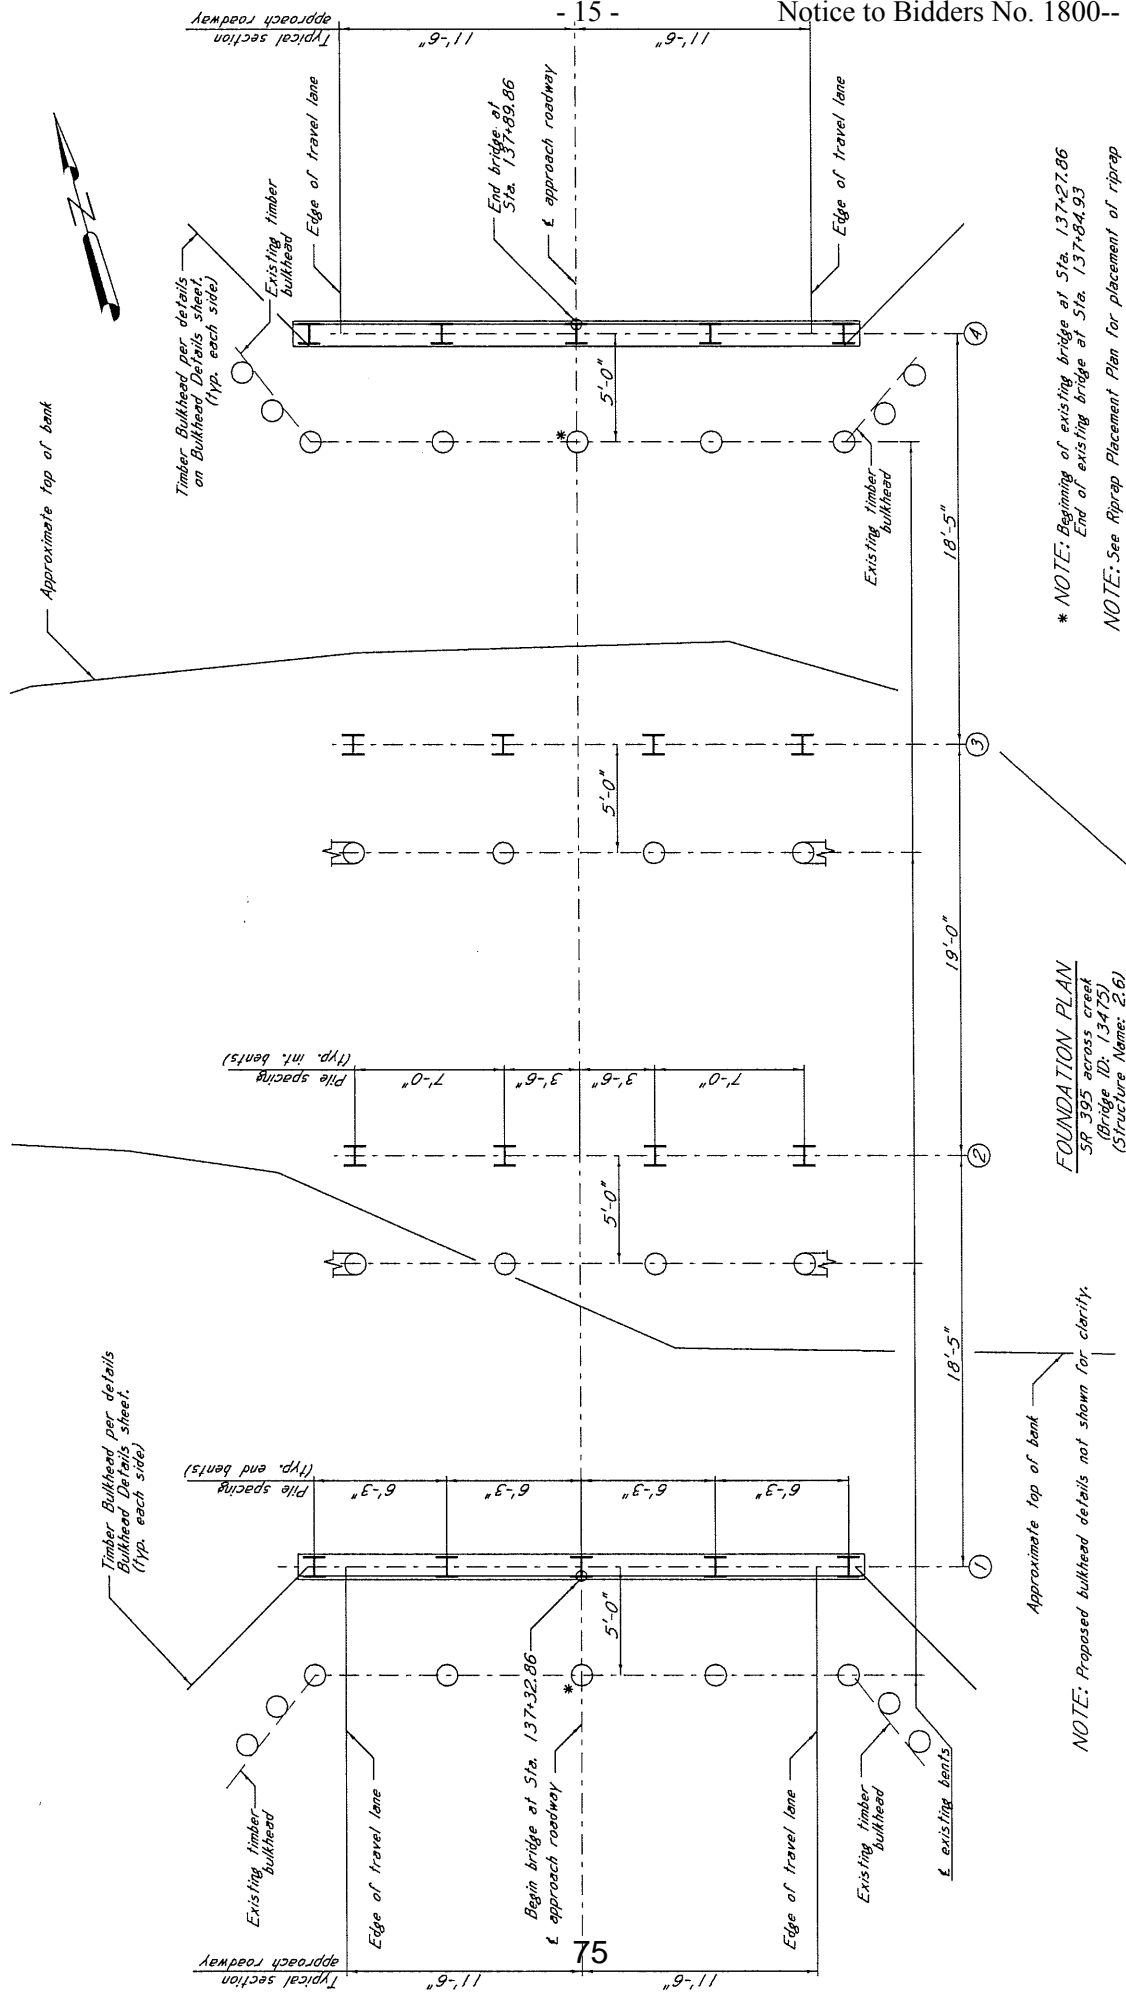 - 15 -
Notice to Bidders No. 1800--
Typical section
approach roadway
11'-6"
11'-6"
Edge of travel lane
End bridge at
Sta. 137+89.86
℄ approach roadway
Edge of travel lane
Existing timber
bulkhead
Timber Bulkhead per details
on Bulkhead Details sheet.
(typ. each side)
Approximate top of bank
5'-0"
*
Existing timber
bulkhead
4
18'-5"
* NOTE: Beginning of existing bridge at Sta. 137+27.86
End of existing bridge at Sta. 137+84.93
NOTE: See Riprap Placement Plan for placement of riprap
5'-0"
3
19'-0"
Pile spacing
(typ. int. bents)
7'-0"
3'-6"
3'-6"
7'-0"
5'-0"
2
FOUNDATION PLAN
SR 395 across creek
(Bridge ID: 13475)
(Structure Name: 2.6)
18'-5"
Timber Bulkhead per details
Bulkhead Details sheet.
(typ. each side)
Pile spacing
(typ. end bents)
6'-3"
6'-3"
6'-3"
6'-3"
5'-0"
1
Approximate top of bank
NOTE: Proposed bulkhead details not shown for clarity.
*
Existing timber
bulkhead
Edge of travel lane
Begin bridge at Sta. 137+32.86
℄ approach roadway
Edge of travel lane
Existing timber
bulkhead
℄ existing bents
Typical section
approach roadway
11'-6"
11'-6"
75